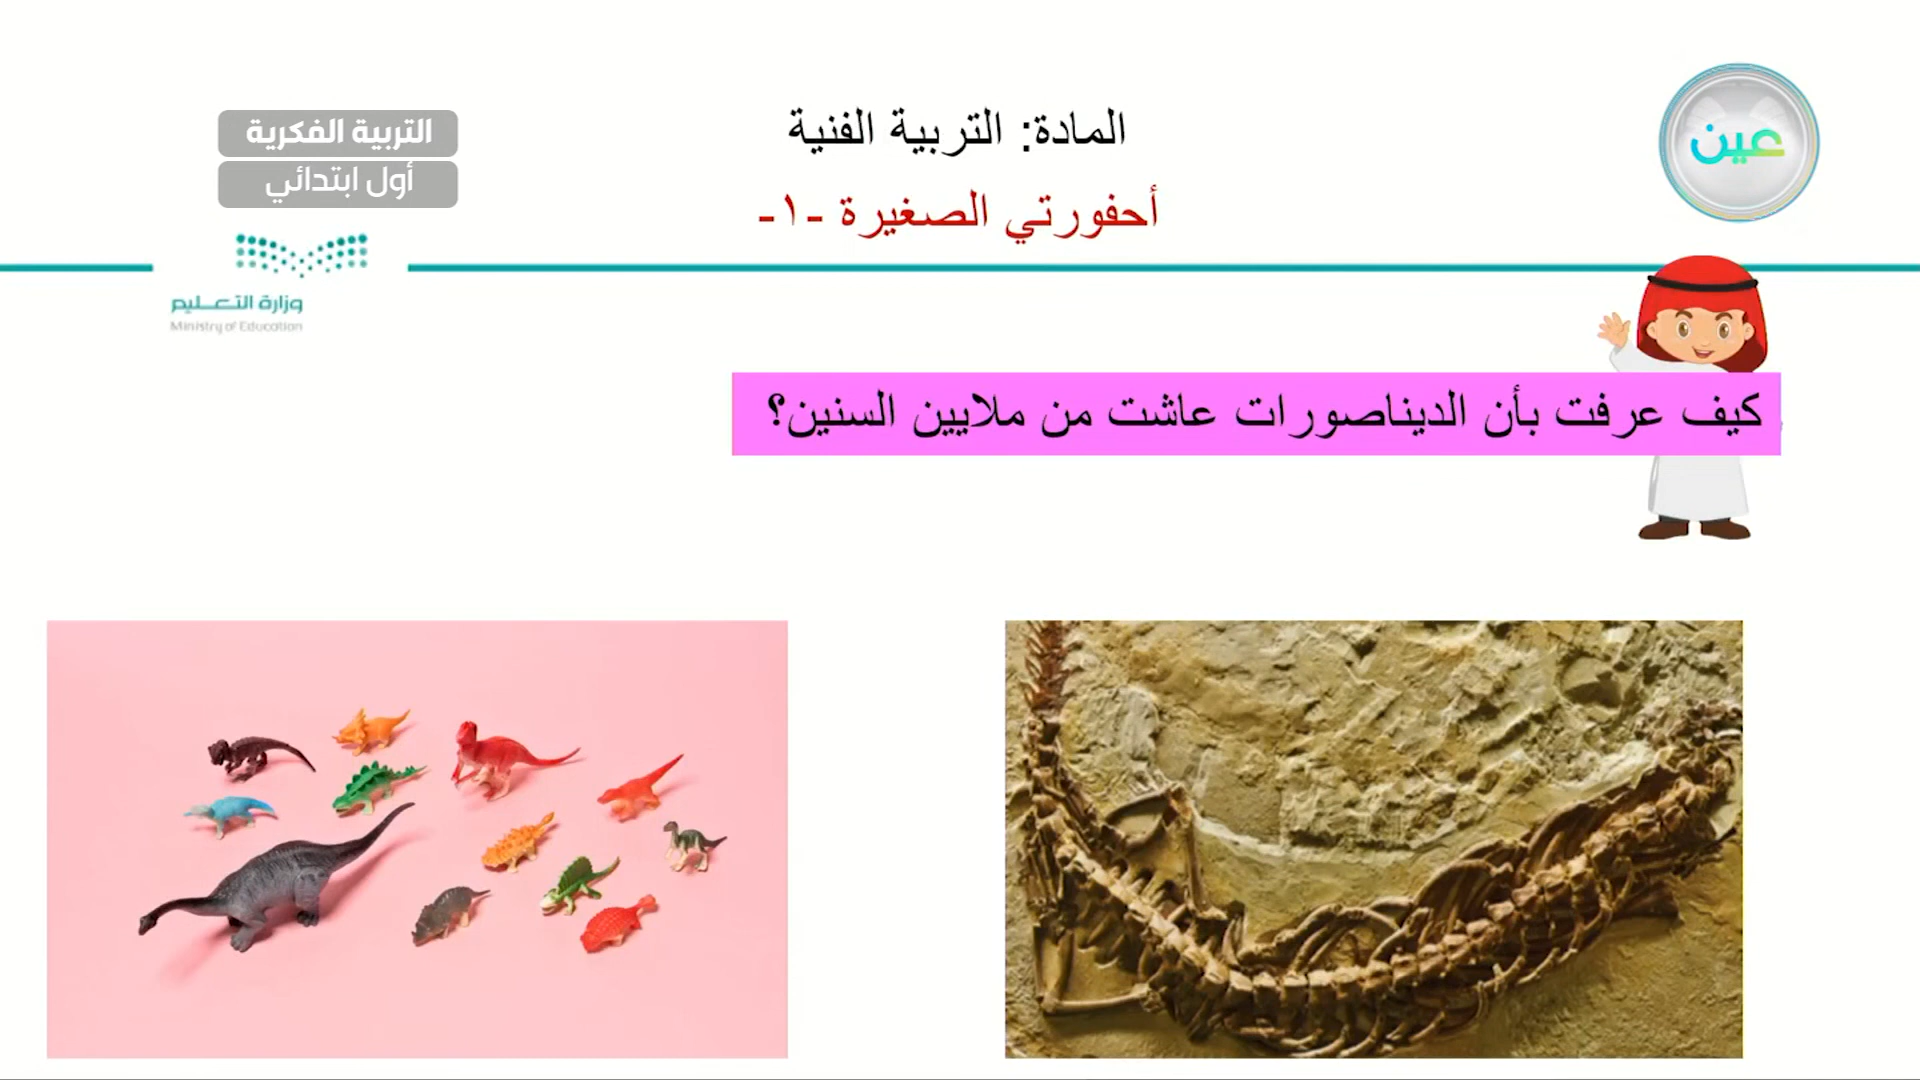 عين
المادة: التربية الفنية
أحفورتي الصغيرة -١-
التربية الفكرية
أول ابتدائي
وزارة التعليم
Ministry of Education
كيف عرفت بأن الديناصورات عاشت من ملايين السنين؟